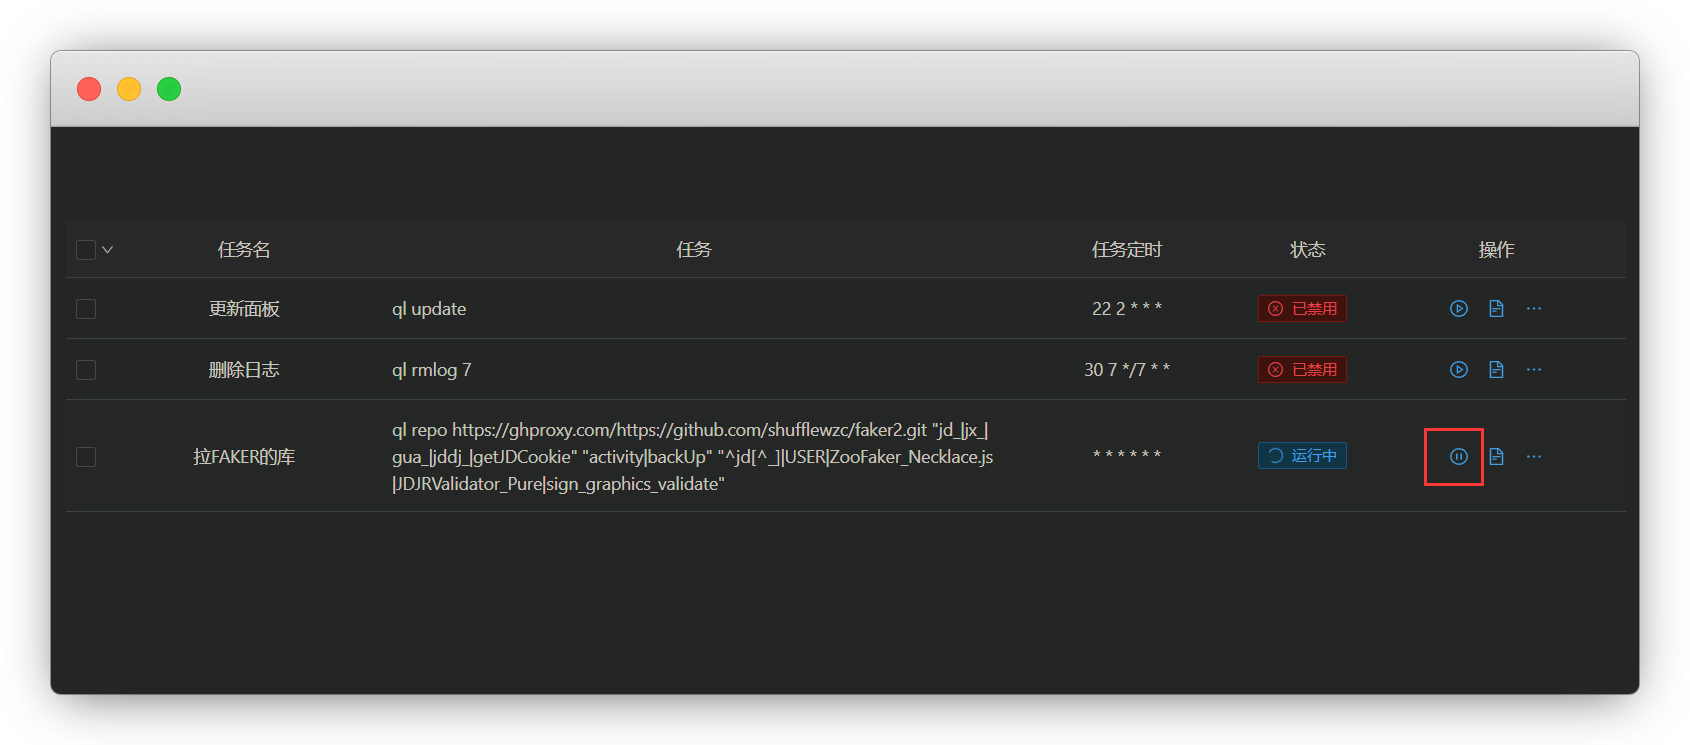 任务名 任务 任务定时 状态 操作
更新面板 ql update 22 2 * * * 已禁用
删除日志 ql rmlog 7 30 7 */7 * * 已禁用
ql repo https://ghproxy.com/https://github.com/shufflewzc/faker2.git "jd_|jx_|
拉FAKER的库 gua_|jddj_|getJDCookie" "activity|backUp" "^jd[^_]|USER|ZooFaker_Necklace.js * * * * * * 运行中
|JDJRValidator_Pure|sign_graphics_validate"